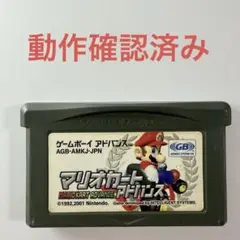 動作確認済み
ゲームボーイ アドバンス
AGB-AMKJ-JPN
マリオカート
アドバンス
©1992,2001 Nintendo.